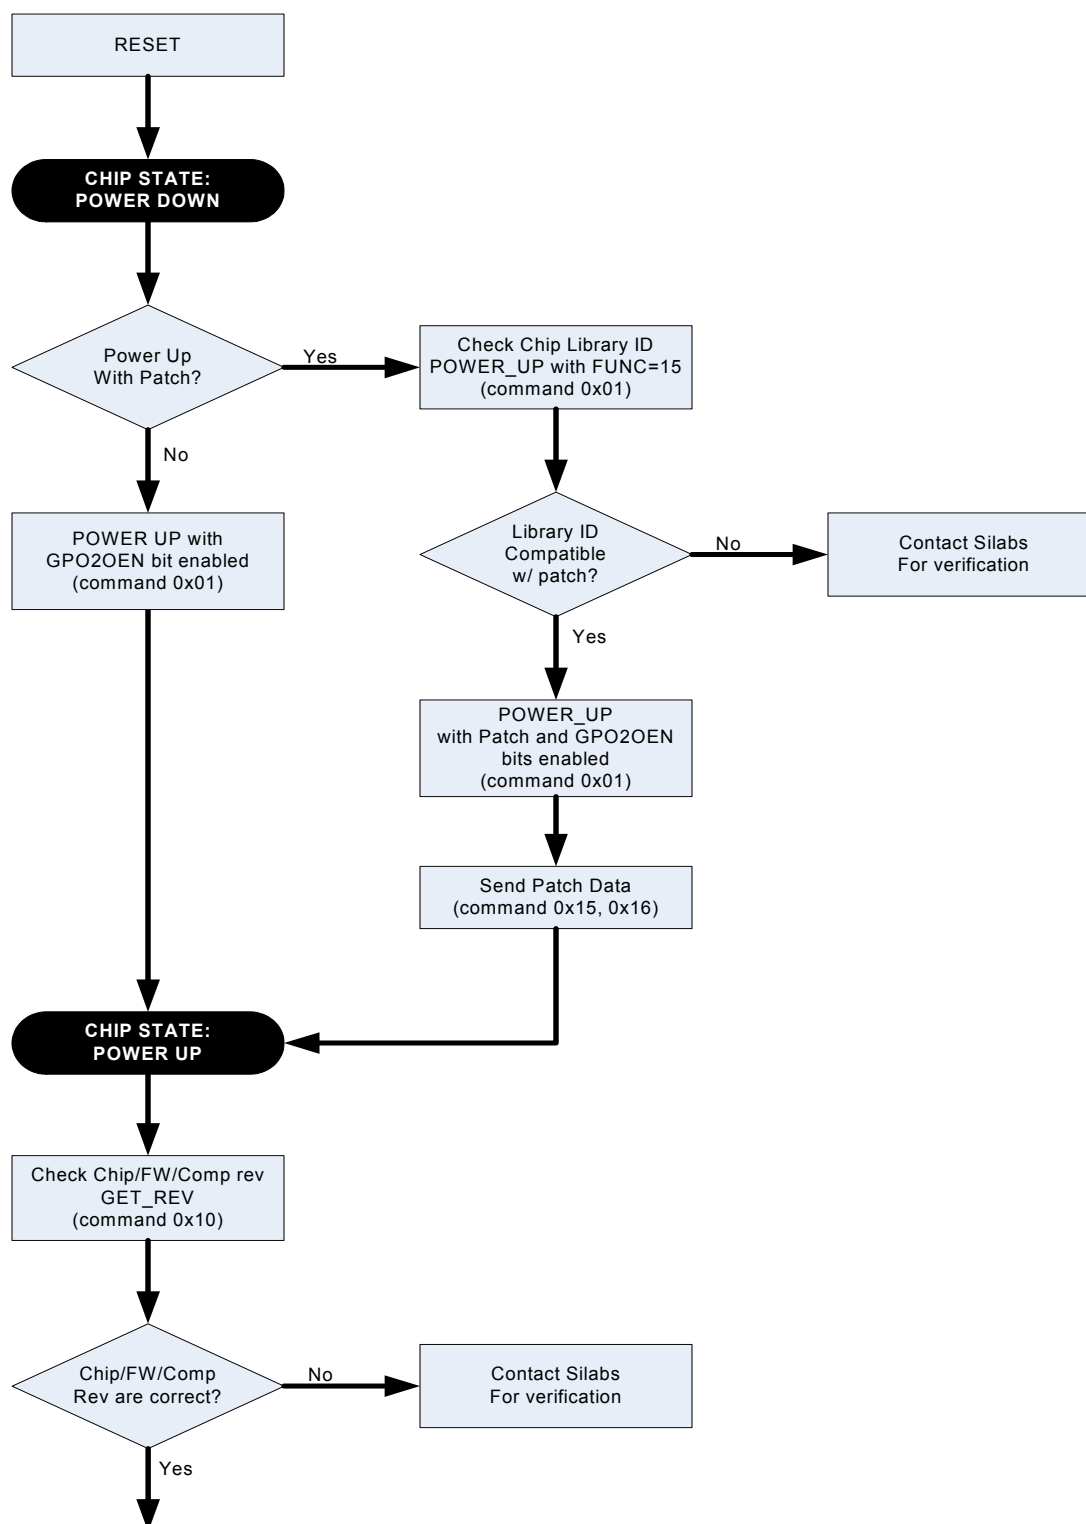 RESET
CHIP STATE:
POWER DOWN
Power Up
With Patch?
Yes
Check Chip Library ID
POWER_UP with FUNC=15
(command 0x01)
No
POWER UP with
GPO2OEN bit enabled
(command 0x01)
Library ID
Compatible
w/ patch?
No
Contact Silabs
For verification
Yes
POWER_UP
with Patch and GPO2OEN
bits enabled
(command 0x01)
Send Patch Data
(command 0x15, 0x16)
CHIP STATE:
POWER UP
Check Chip/FW/Comp rev
GET_REV
(command 0x10)
Chip/FW/Comp
Rev are correct?
No
Contact Silabs
For verification
Yes